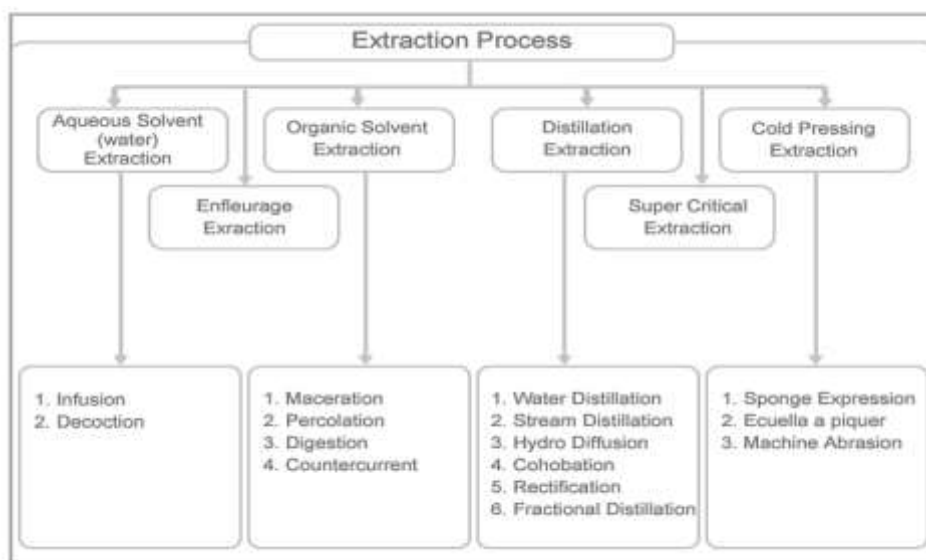 Extraction Process
Aqueous Solvent
(water)
Extraction
Organic Solvent
Extraction
Distillation
Extraction
Cold Pressing
Extraction
Enfleurage
Exraction
Super Critical
Extraction
1. Infusion
2. Decoction
1. Maceration
2. Percolation
3. Digestion
4. Countercurrent
1. Water Distillation
2. Stream Distillation
3. Hydro Diffusion
4. Cohobation
5. Rectification
6. Fractional Distillation
1. Sponge Expression
2. Ecuella a piquer
3. Machine Abrasion